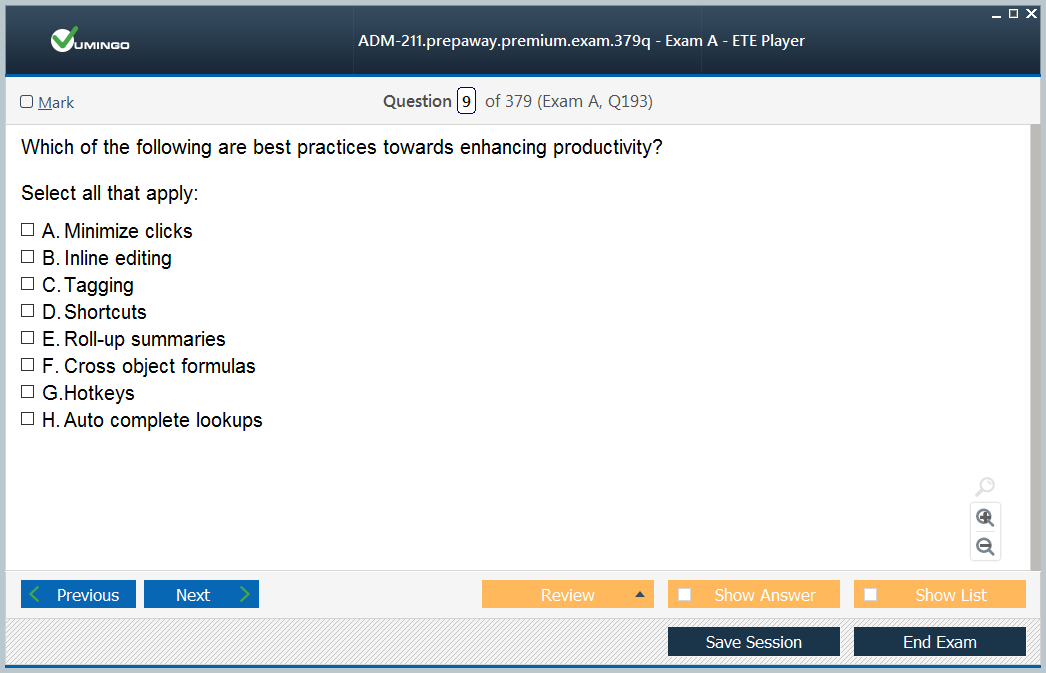 VUMINGO
ADM-211.prepaway.premium.exam.379q - Exam A - ETE Player
Mark
Question 9 of 379 (Exam A, Q193)
Which of the following are best practices towards enhancing productivity?
Select all that apply:
A. Minimize clicks
B. Inline editing
C. Tagging
D. Shortcuts
E. Roll-up summaries
F. Cross object formulas
G.Hotkeys
H. Auto complete lookups
Previous
Next
Review
Show Answer
Show List
Save Session
End Exam